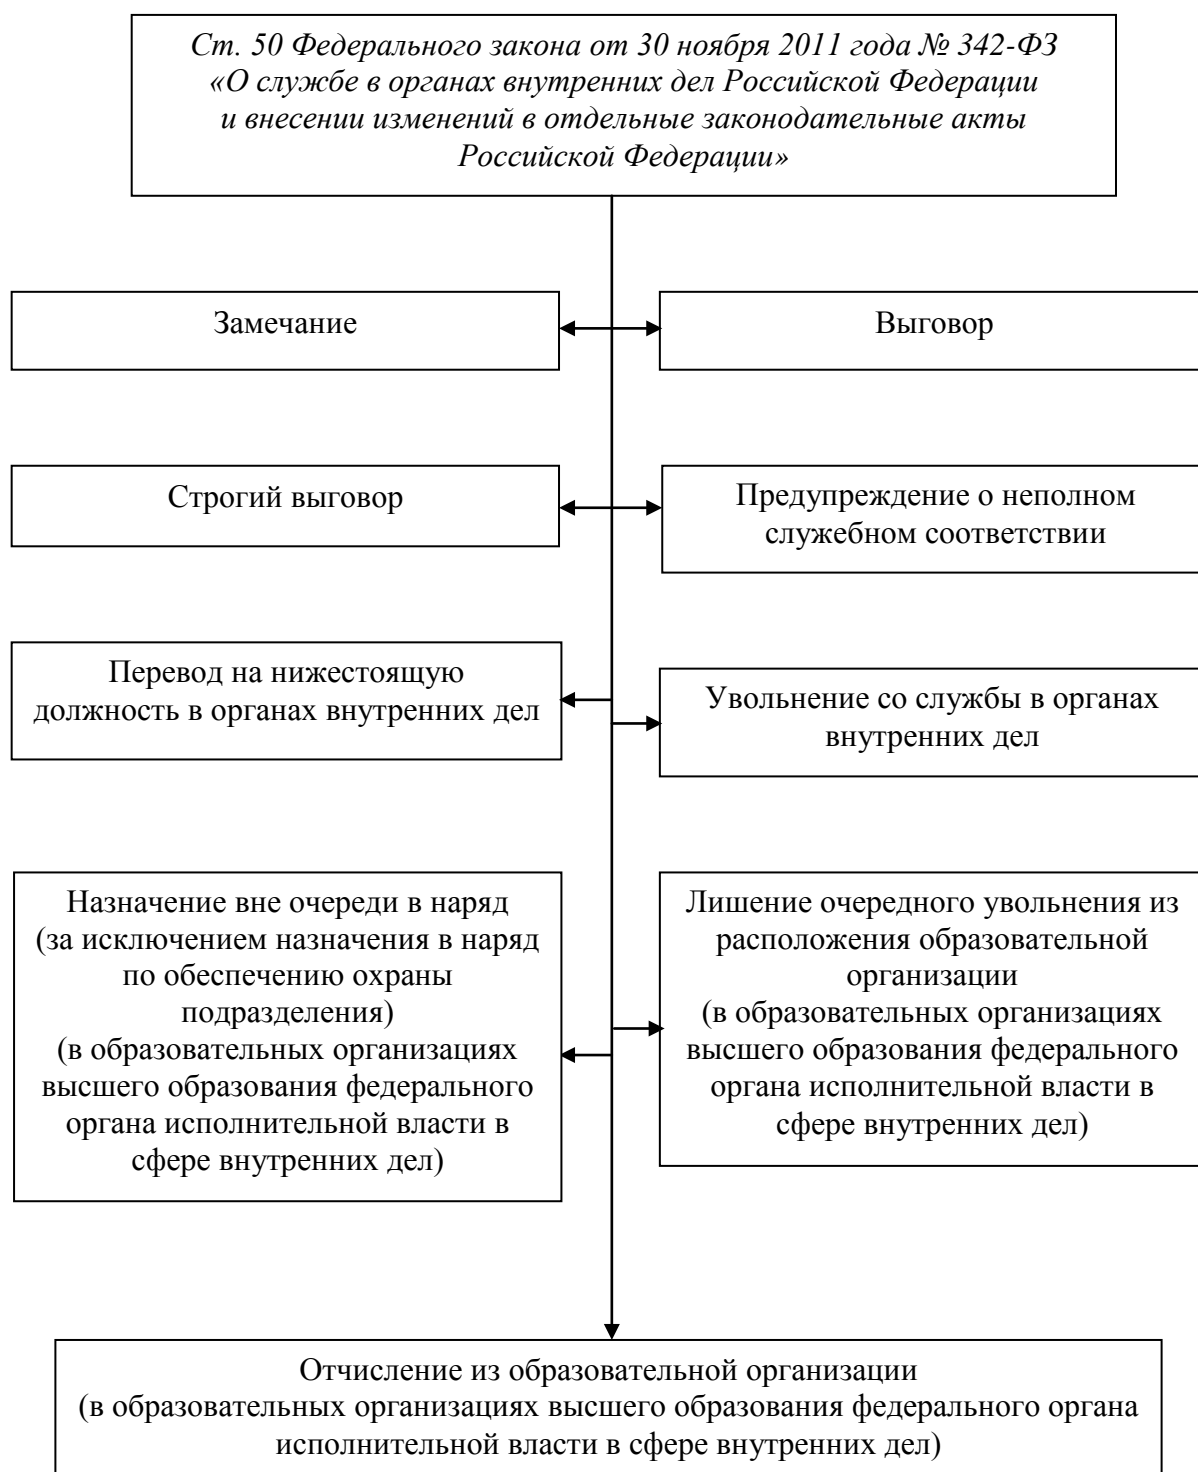 Ст. 50 Федерального закона от 30 ноября 2011 года № 342-ФЗ
«О службе в органах внутренних дел Российской Федерации
и внесении изменений в отдельные законодательные акты
Российской Федерации»
Замечание
Выговор
Строгий выговор
Предупреждение о неполном
служебном соответствии
Перевод на нижестоящую
должность в органах внутренних дел
Увольнение со службы в органах
внутренних дел
Назначение вне очереди в наряд
(за исключением назначения в наряд
по обеспечению охраны
подразделения)
(в образовательных организациях
высшего образования федерального
органа исполнительной власти в
сфере внутренних дел)
Лишение очередного увольнения из
расположения образовательной
организации
(в образовательных организациях
высшего образования федерального
органа исполнительной власти в
сфере внутренних дел)
Отчисление из образовательной организации
(в образовательных организациях высшего образования федерального органа
исполнительной власти в сфере внутренних дел)